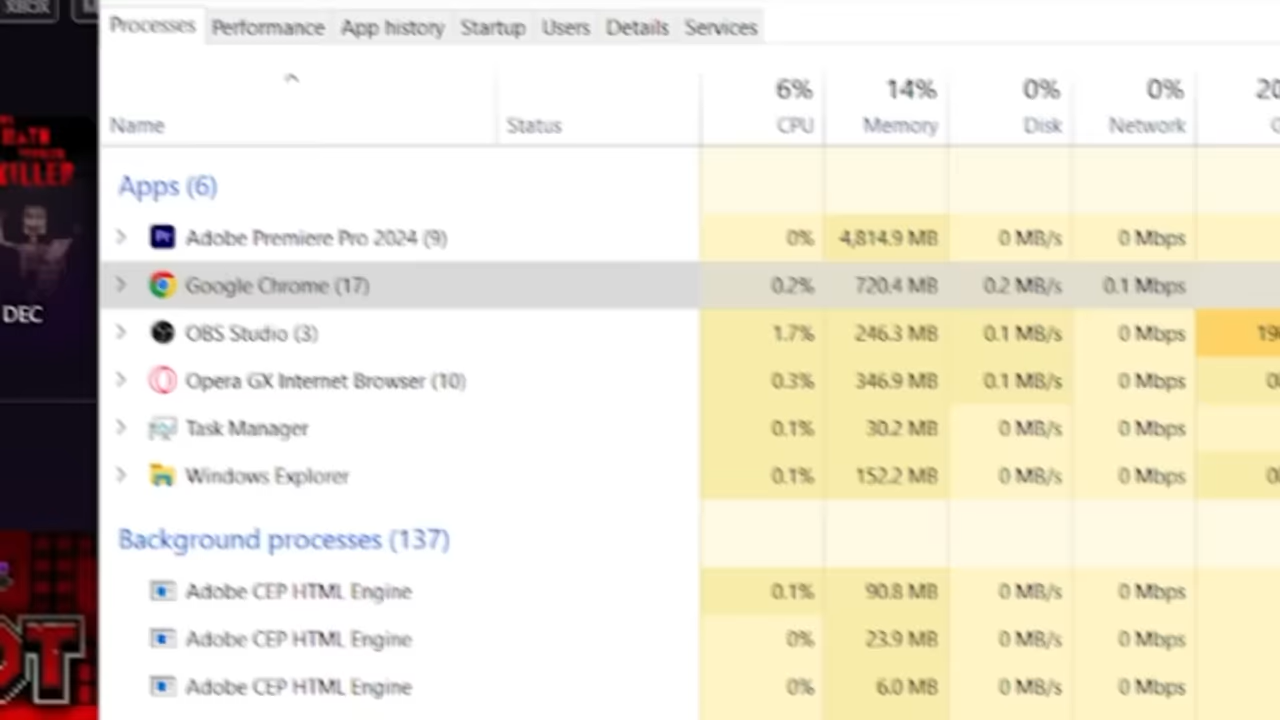 XBOX
Processes Performance App history Startup Users Details Services
6% 14% 0% 0% 20
Name Status CPU Memory Disk Network
Apps (6)
Adobe Premiere Pro 2024 (9) 0% 4,814.9 MB 0 MB/s 0 Mbps
Google Chrome (17) 0.2% 720.4 MB 0.2 MB/s 0.1 Mbps
OBS Studio (3) 1.7% 246.3 MB 0.1 MB/s 0 Mbps 19
Opera GX Internet Browser (10) 0.3% 346.9 MB 0.1 MB/s 0 Mbps 0
Task Manager 0.1% 30.2 MB 0 MB/s 0 Mbps
Windows Explorer 0.1% 152.2 MB 0 MB/s 0 Mbps 0
Background processes (137)
Adobe CEP HTML Engine 0.1% 90.8 MB 0 MB/s 0 Mbps
Adobe CEP HTML Engine 0% 23.9 MB 0 MB/s 0 Mbps
Adobe CEP HTML Engine 0% 6.0 MB 0 MB/s 0 Mbps
KILLER
DEC
OT